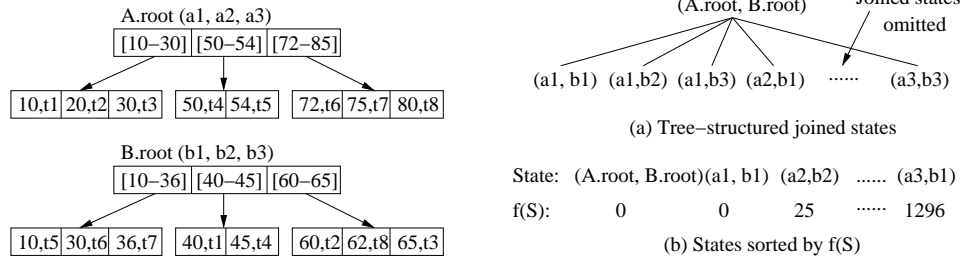 A.root (a1, a2, a3)
[10−30] [50−54] [72−85]
10,t1 20,t2 30,t3 50,t4 54,t5 72,t6 75,t7 80,t8
B.root (b1, b2, b3)
[10−36] [40−45] [60−65]
10,t5 30,t6 36,t7 40,t1 45,t4 60,t2 62,t8 65,t3
(A.root, B.root)
Joined states
omitted
(a1, b1) (a1,b2) (a1,b3) (a2,b1) ...... (a3,b3)
(a) Tree−structured joined states
State: (A.root, B.root) (a1, b1) (a2,b2) ...... (a3,b1)
f(S): 0 0 25 ...... 1296
(b) States sorted by f(S)